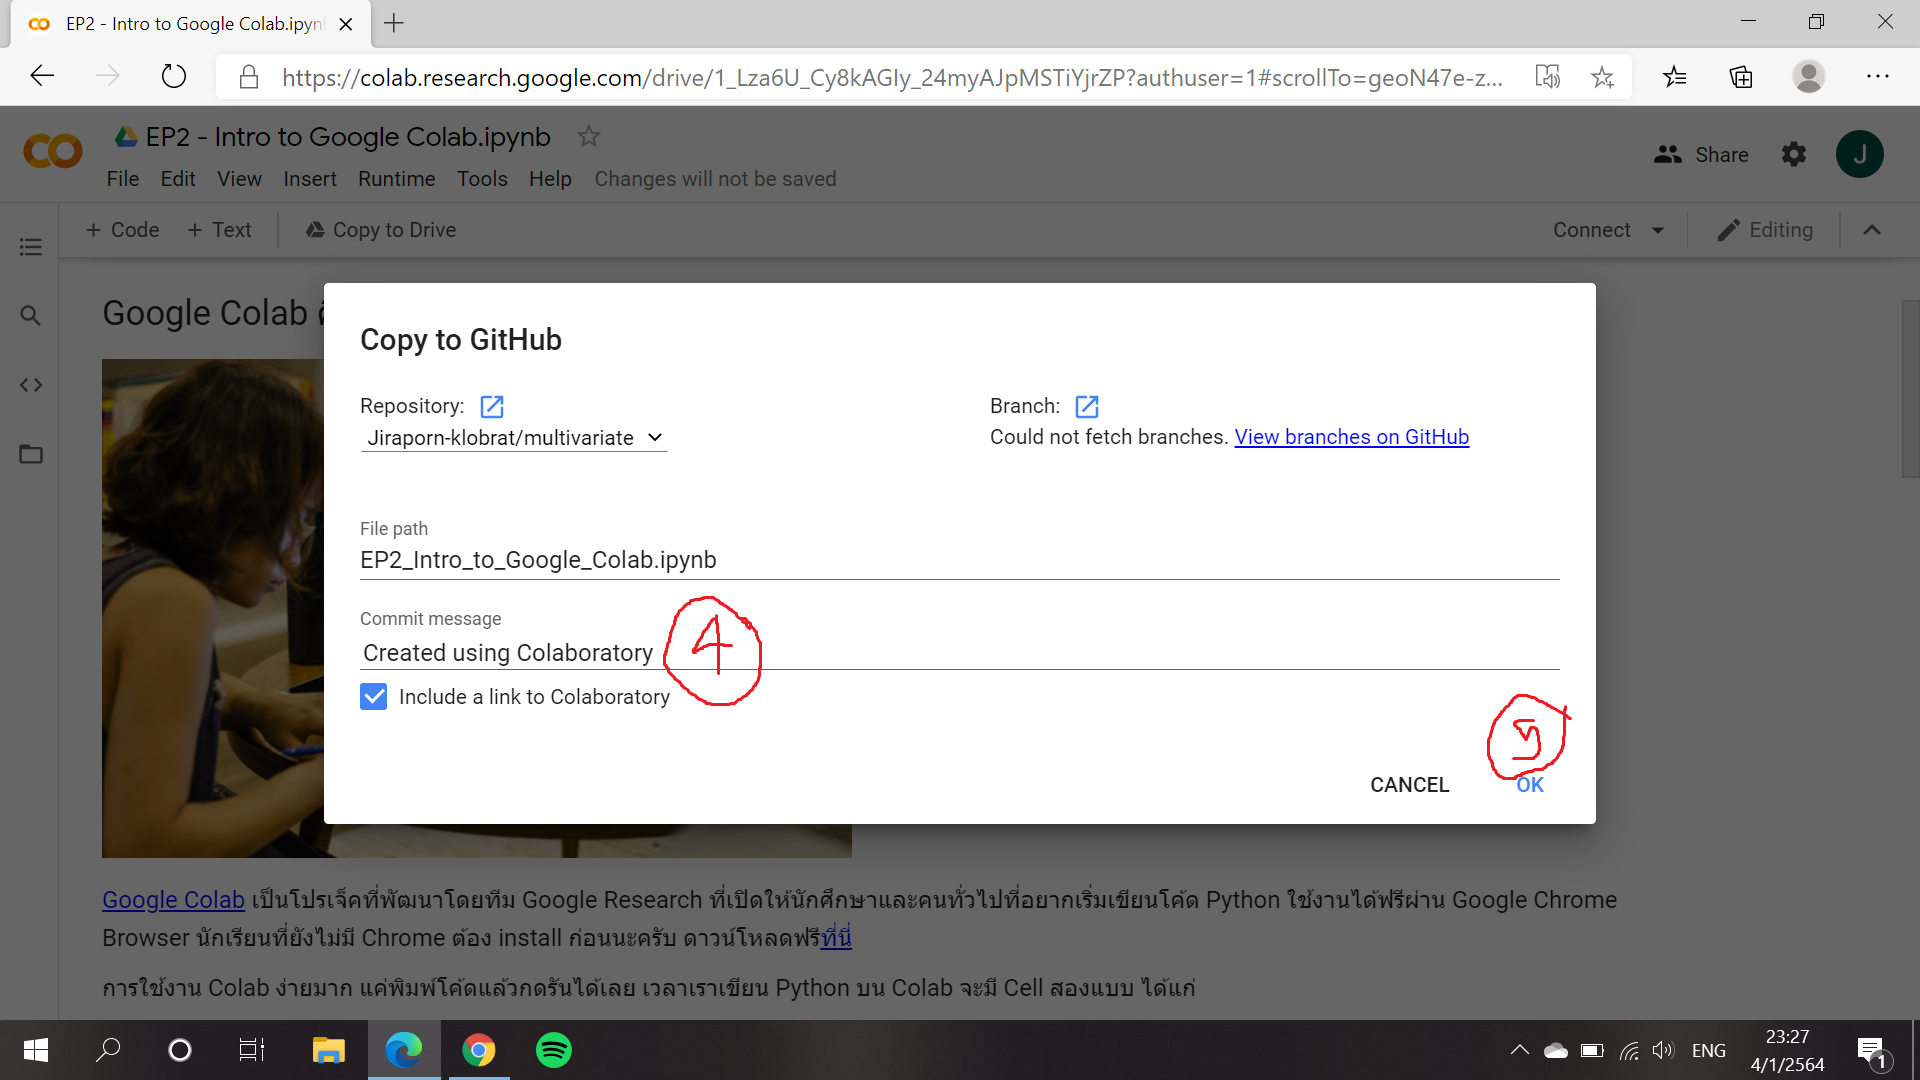 EP2 - Intro to Google Colab.ipyn
https://colab.research.google.com/drive/1_Lza6U_Cy8kAGIy_24myAJpMSTiYjrZP?authuser=1#scrollTo=geoN47e-z...
EP2 - Intro to Google Colab.ipynb
Share
J
File Edit View Insert Runtime Tools Help Changes will not be saved
+ Code + Text Copy to Drive Connect Editing
Google Colab
Copy to GitHub
Repository: Branch:
Jiraporn-klobrat/multivariate Could not fetch branches. View branches on GitHub
File path
EP2_Intro_to_Google_Colab.ipynb
Commit message
Created using Colaboratory 4
Include a link to Colaboratory
5
CANCEL OK
Google Colab เป็นโปรเจ็คที่พัฒนาโดยทีม Google Research ที่เปิดให้นักศึกษาและคนทั่วไปที่อยากเริ่มเขียนโค้ด Python ใช้งานได้ฟรีผ่าน Google Chrome
Browser นักเรียนที่ยังไม่มี Chrome ต้อง install ก่อนนะครับ ดาวน์โหลดฟรีที่นี่
การใช้งาน Colab ง่ายมาก แค่พิมพ์โค้ดแล้วกดรันได้เลย เวลาเราเขียน Python บน Colab จะมี Cell สองแบบ ได้แก่
ENG
23:27
4/1/2564
1